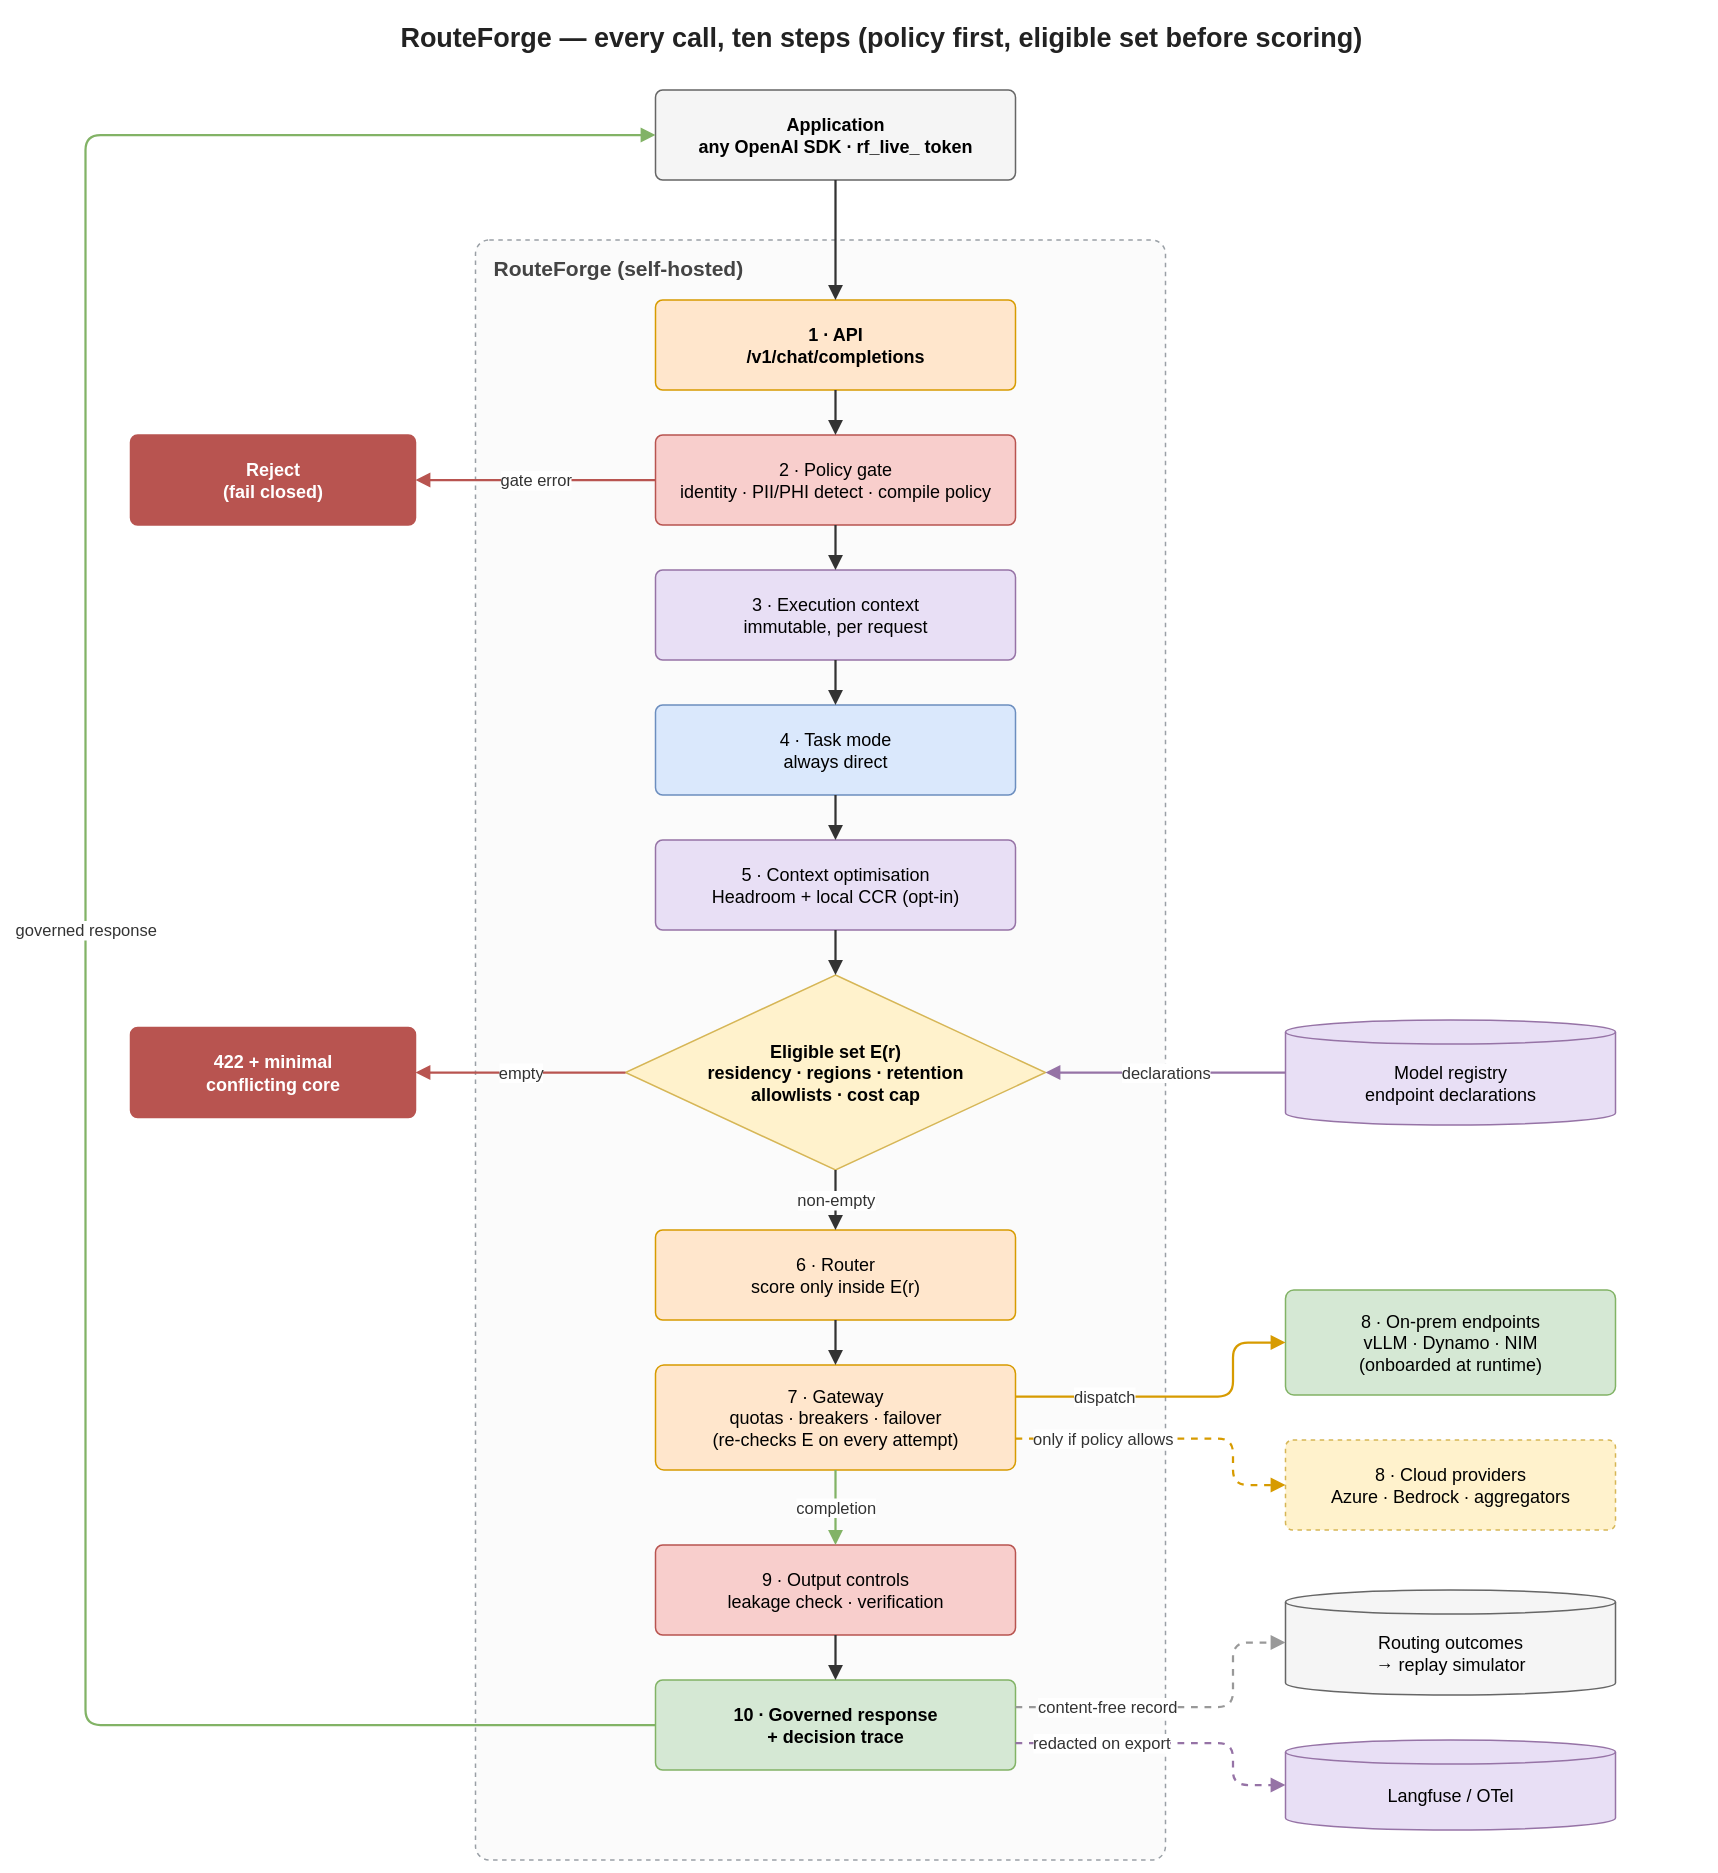 RouteForge — every call, ten steps (policy first, eligible set before scoring)
Application
any OpenAI SDK · rf_live_ token
RouteForge (self-hosted)
1 · API
/v1/chat/completions
Reject
(fail closed)
gate error
2 · Policy gate
identity · PII/PHI detect · compile policy
3 · Execution context
immutable, per request
4 · Task mode
always direct
5 · Context optimisation
Headroom + local CCR (opt-in)
governed response
422 + minimal
conflicting core
empty
Eligible set E(r)
residency · regions · retention
allowlists · cost cap
declarations
Model registry
endpoint declarations
non-empty
6 · Router
score only inside E(r)
7 · Gateway
quotas · breakers · failover
(re-checks E on every attempt)
dispatch
8 · On-prem endpoints
vLLM · Dynamo · NIM
(onboarded at runtime)
only if policy allows
8 · Cloud providers
Azure · Bedrock · aggregators
completion
9 · Output controls
leakage check · verification
10 · Governed response
+ decision trace
content-free record
Routing outcomes
→ replay simulator
redacted on export
Langfuse / OTel